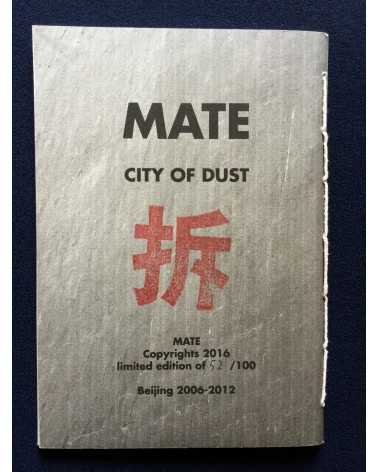 MATE
CITY OF DUST
拆
MATE
Copyrights 2016
limited edition of 52 /100
Beijing 2006-2012